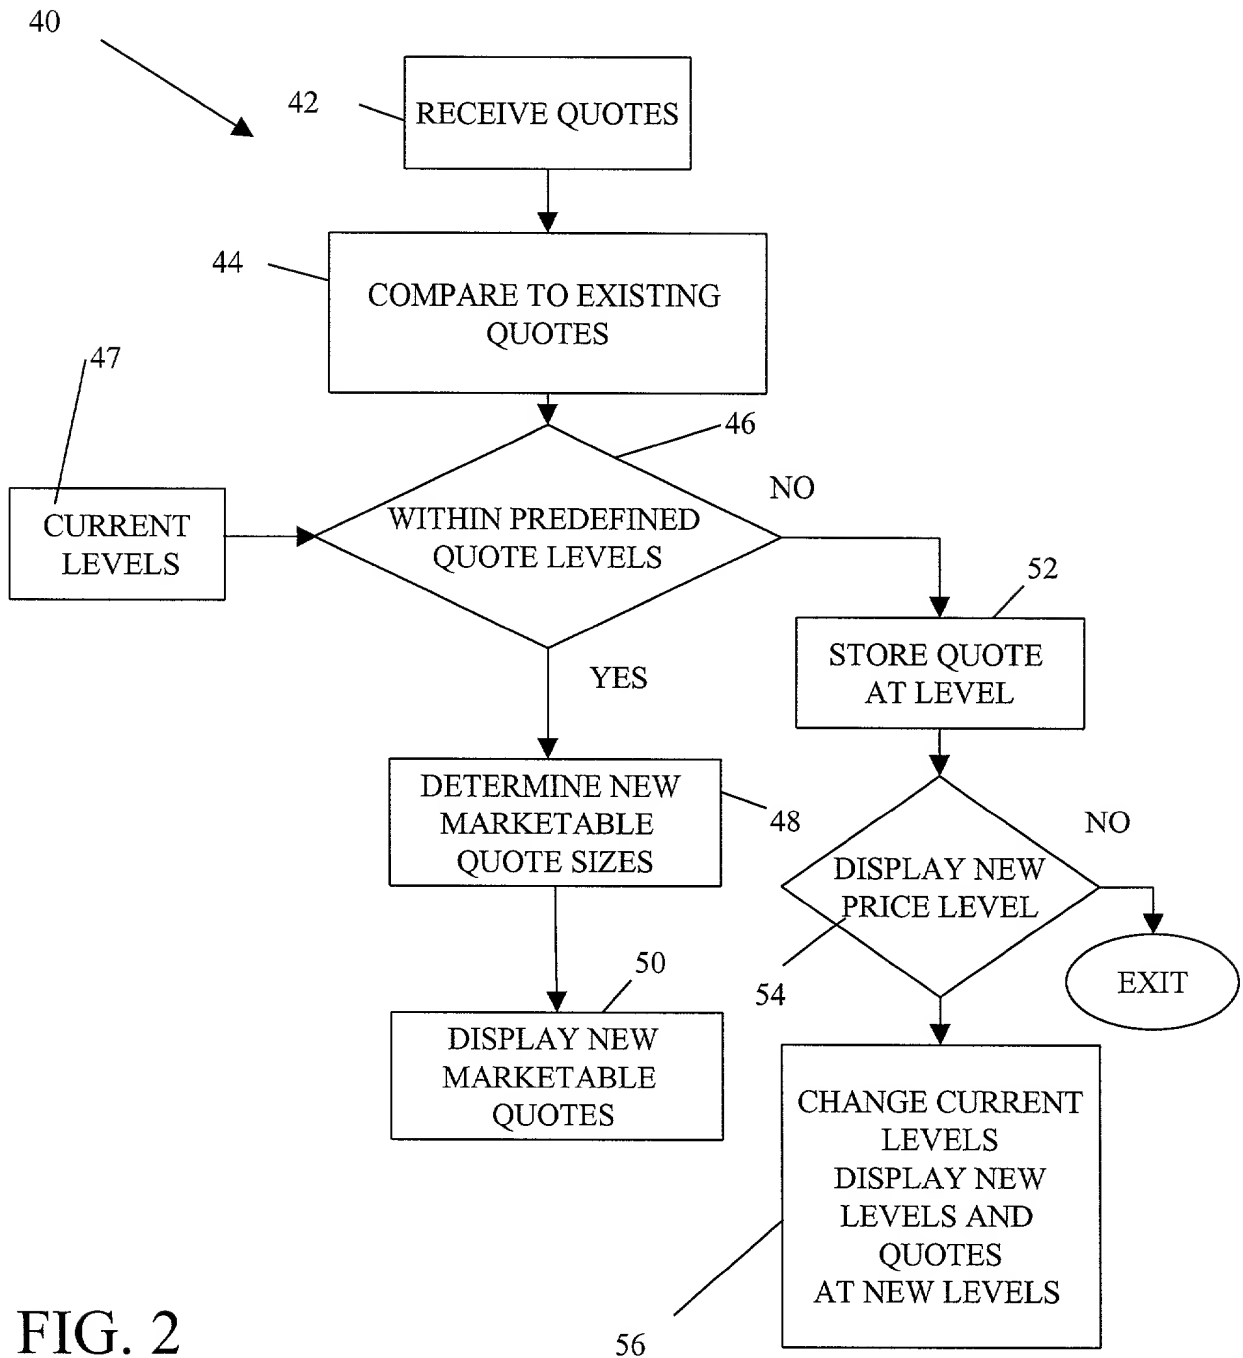 40
42
RECEIVE QUOTES
44
COMPARE TO EXISTING
QUOTES
47
46
CURRENT
LEVELS
WITHIN PREDEFINED
QUOTE LEVELS
NO
YES
52
STORE QUOTE
AT LEVEL
DETERMINE NEW
MARKETABLE
QUOTE SIZES
48
NO
DISPLAY NEW
PRICE LEVEL
54
EXIT
50
DISPLAY NEW
MARKETABLE
QUOTES
CHANGE CURRENT
LEVELS
DISPLAY NEW
LEVELS AND
QUOTES
AT NEW LEVELS
56
FIG. 2